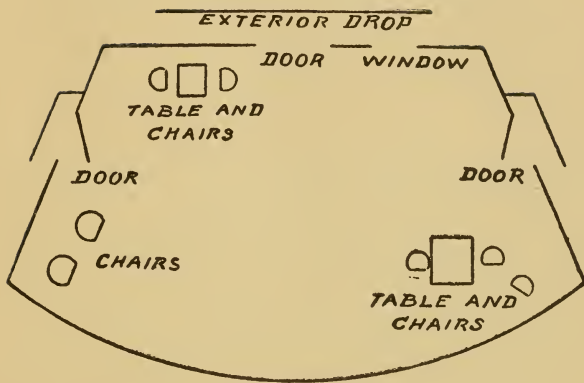 EXTERIOR DROP
DOOR
WINDOW
TABLE AND
CHAIRS
DOOR
DOOR
CHAIRS
TABLE AND
CHAIRS